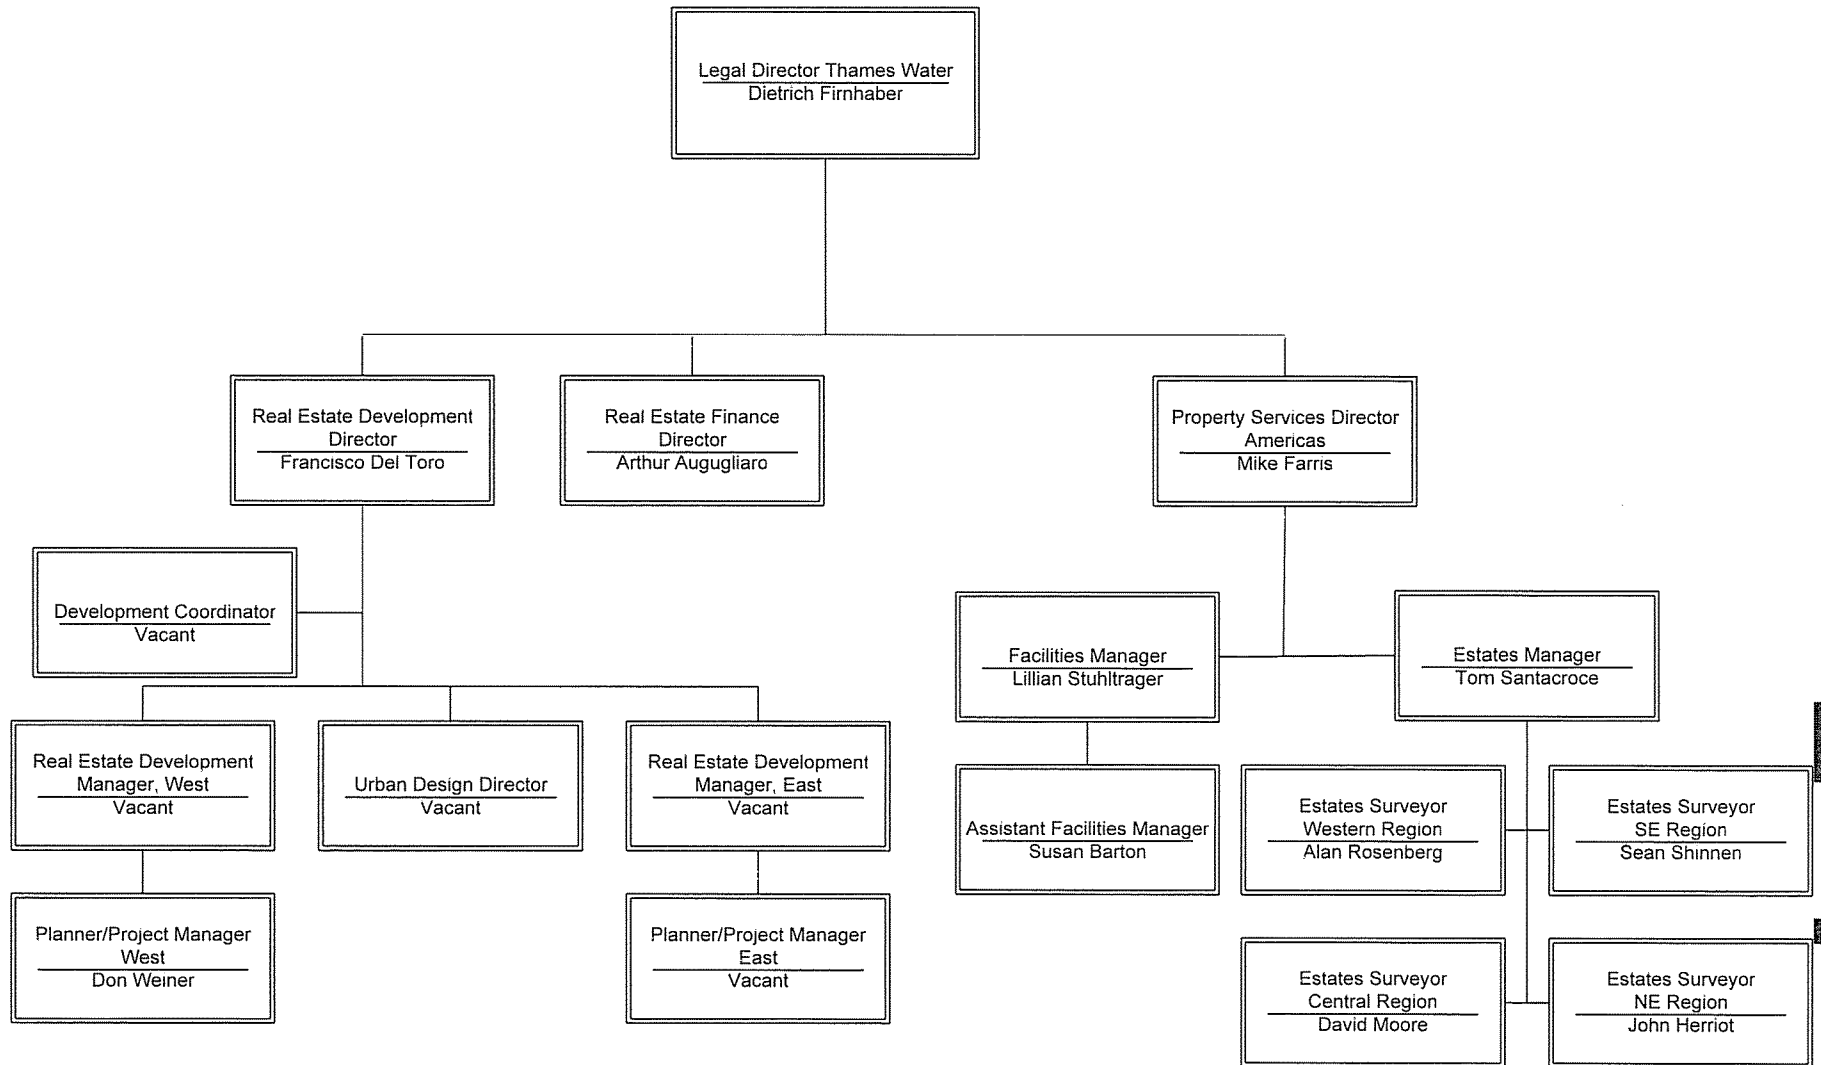 Legal Director Thames Water
Dietrich Firnhaber
Real Estate Development
Director
Francisco Del Toro
Real Estate Finance
Director
Arthur Augugliaro
Property Services Director
Americas
Mike Farris
Development Coordinator
Vacant
Facilities Manager
Lillian Stuhltrager
Estates Manager
Tom Santacroce
Real Estate Development
Manager, West
Vacant
Urban Design Director
Vacant
Real Estate Development
Manager, East
Vacant
Assistant Facilities Manager
Susan Barton
Estates Surveyor
Western Region
Alan Rosenberg
Estates Surveyor
SE Region
Sean Shinnen
Planner/Project Manager
West
Don Weiner
Planner/Project Manager
East
Vacant
Estates Surveyor
Central Region
David Moore
Estates Surveyor
NE Region
John Herriot